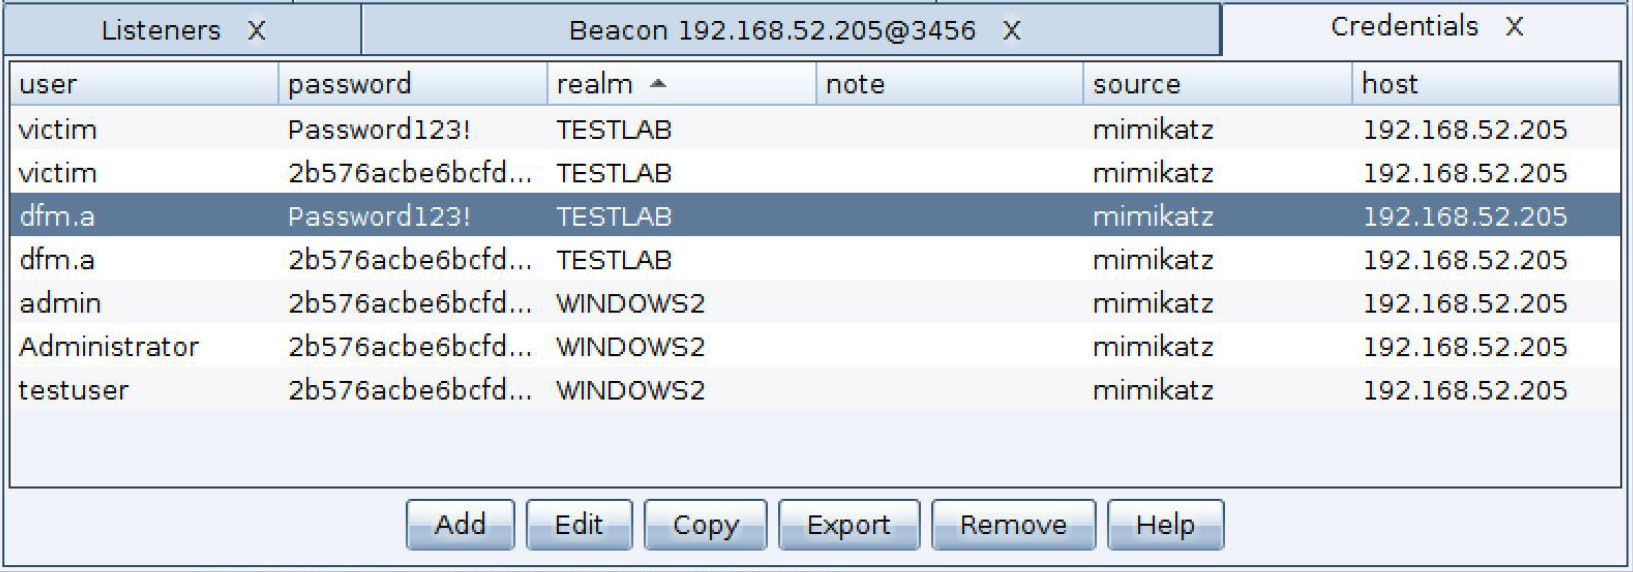 Listeners X Beacon 192.168.52.205@3456 X Credentials X
user password realm note source host
victim Password123! TESTLAB mimikatz 192.168.52.205
victim 2b576acbe6bcfd... TESTLAB mimikatz 192.168.52.205
dfm.a Password123! TESTLAB mimikatz 192.168.52.205
dfm.a 2b576acbe6bcfd... TESTLAB mimikatz 192.168.52.205
admin 2b576acbe6bcfd... WINDOWS2 mimikatz 192.168.52.205
Administrator 2b576acbe6bcfd... WINDOWS2 mimikatz 192.168.52.205
testuser 2b576acbe6bcfd... WINDOWS2 mimikatz 192.168.52.205
Add Edit Copy Export Remove Help